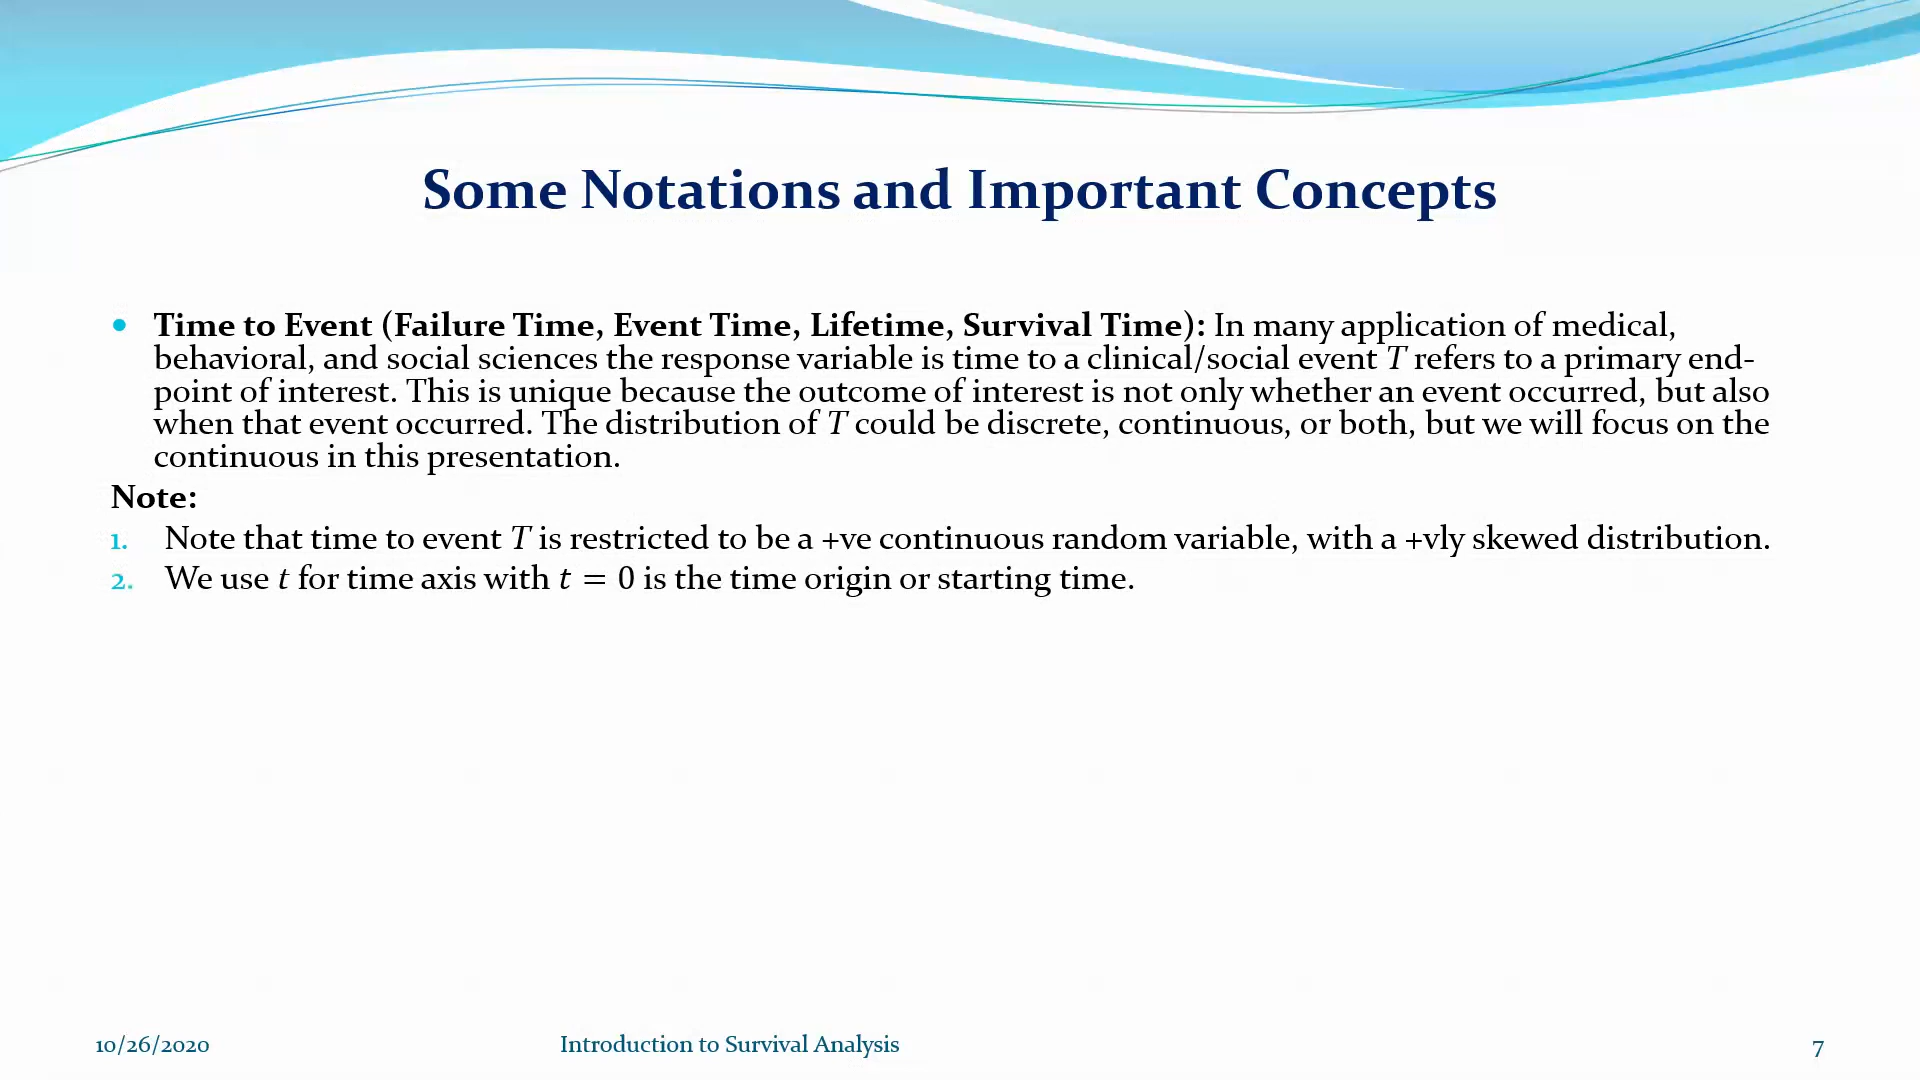 Some Notations and Important Concepts
• Time to Event (Failure Time, Event Time, Lifetime, Survival Time): In many application of medical,
behavioral, and social sciences the response variable is time to a clinical/social event T refers to a primary end-
point of interest. This is unique because the outcome of interest is not only whether an event occurred, but also
when that event occurred. The distribution of T could be discrete, continuous, or both, but we will focus on the
continuous in this presentation.
Note:
1. Note that time to event T is restricted to be a +ve continuous random variable, with a +vly skewed distribution.
2. We use t for time axis with t = 0 is the time origin or starting time.
10/26/2020
Introduction to Survival Analysis
7